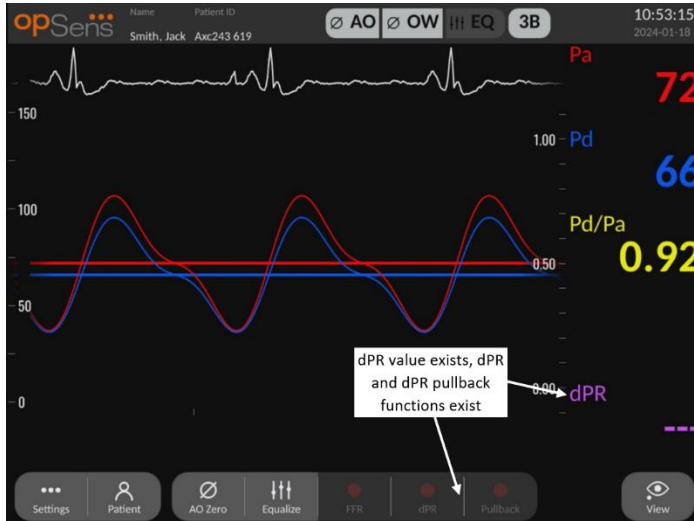 opSens
Name
Patient ID
Smith, Jack Axc243 619
Ø AO Ø OW EQ 3B
10:53:15
2024-01-18
Pa
72
150
1.00
Pd
66
100
Pd/Pa
0.50
0.92
50
dPR value exists, dPR
and dPR pullback
functions exist
0.00
dPR
0
---
Settings
Patient
AO Zero
Equalize
FFR
dPR
Pullback
View